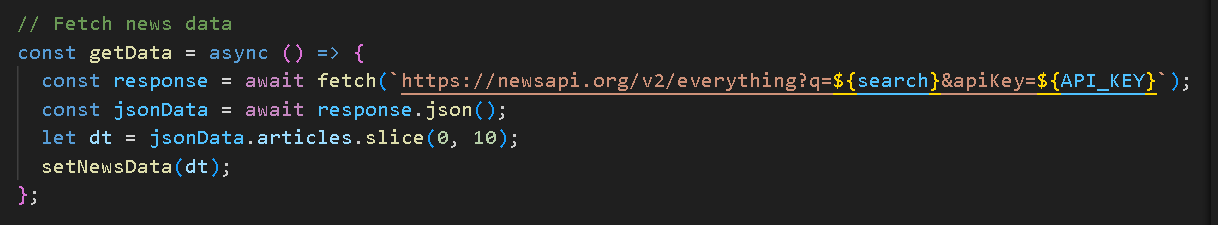 // Fetch news data
const getData = async () => {
  const response = await fetch(`https://newsapi.org/v2/everything?q=${search}&apiKey=${API_KEY}`);
  const jsonData = await response.json();
  let dt = jsonData.articles.slice(0, 10);
  setNewsData(dt);
};